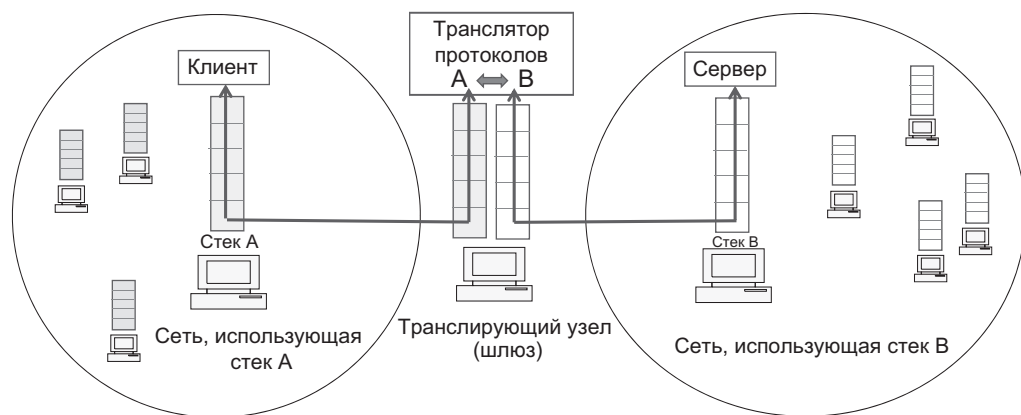 Транслятор
протоколов
A B
Клиент
Сервер
Стек A
Стек B
Сеть, использующая
стек A
Транслирующий узел
(шлюз)
Сеть, использующая стек B